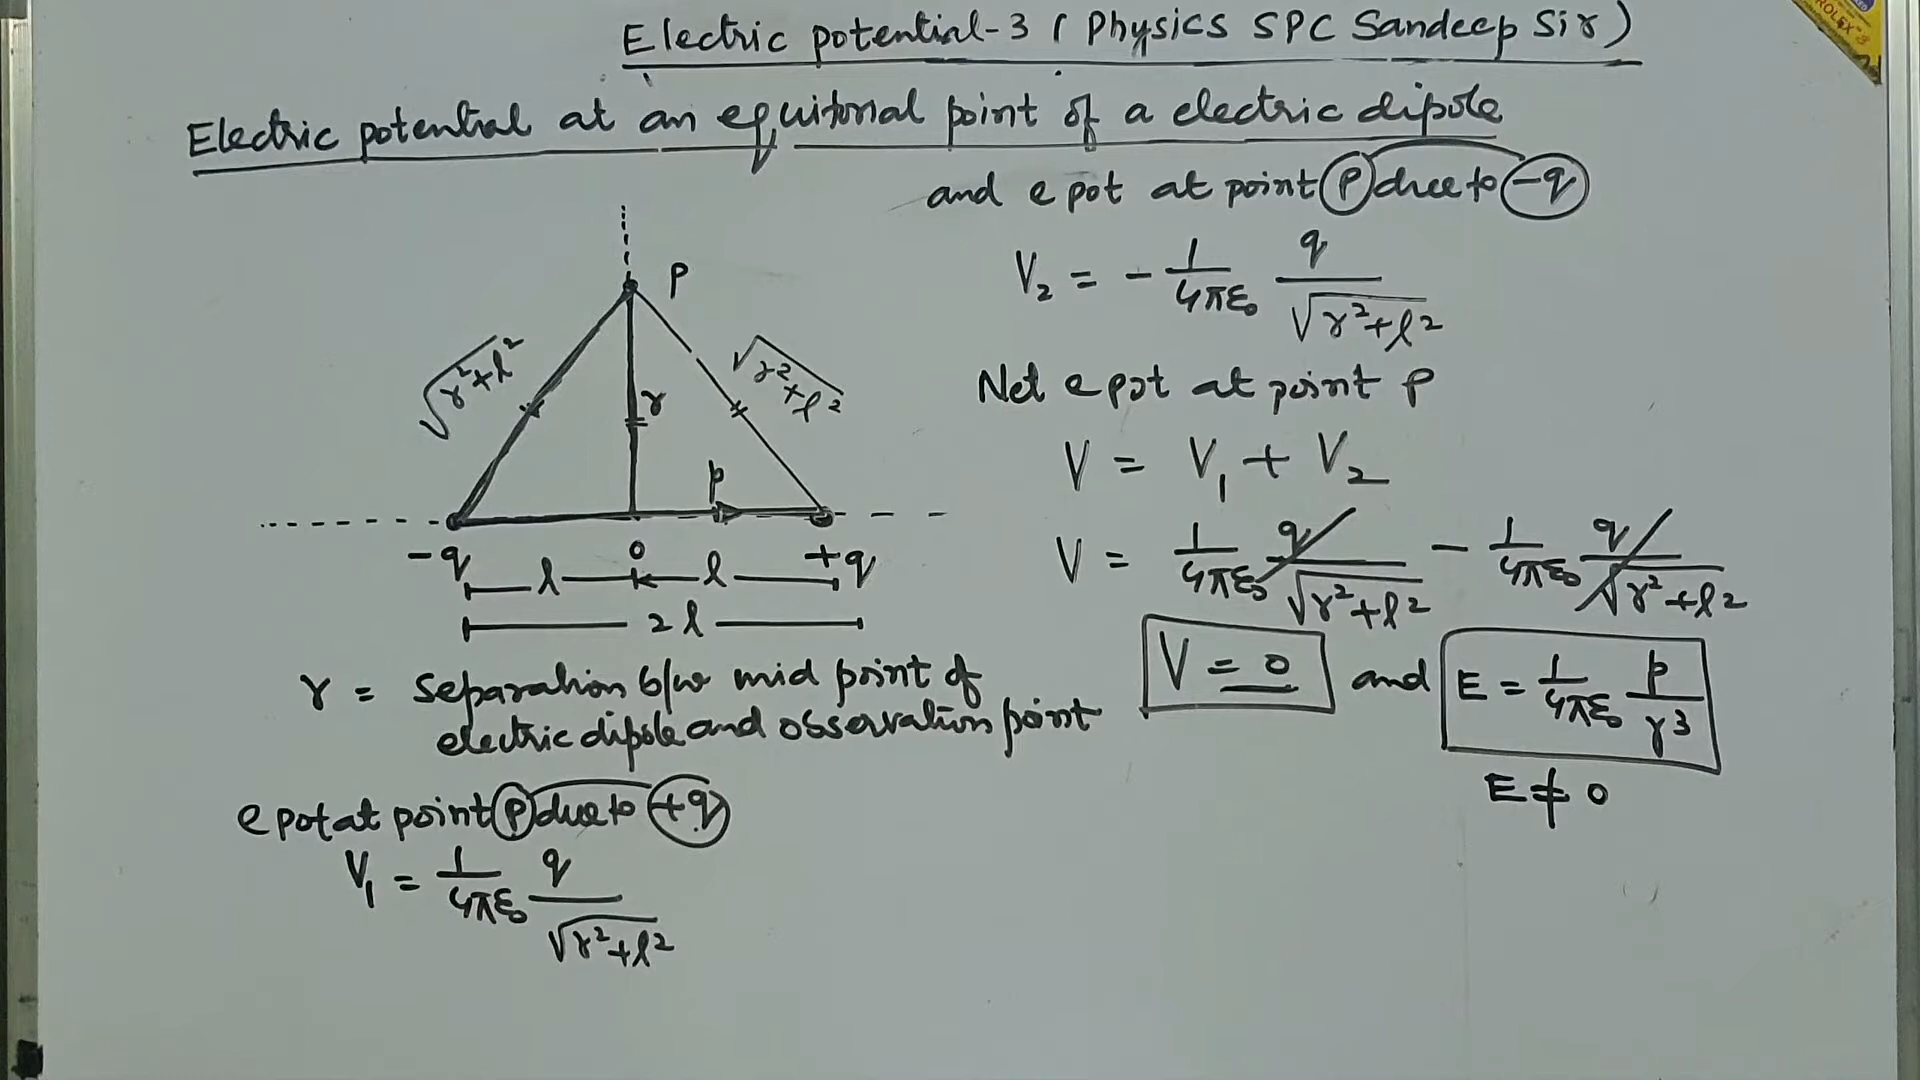 Electric potential-3 ( Physics SPC Sandeep Sir )
Electric potential at an equitorial point of a electric dipole
P
√r²+l²
√r²+l²
r
p
-q
o
+q
l
l
2l
r = separation b/w mid point of
electric dipole and obseravation point
e pot at point P due to +q
V₁ = 1/4πε₀ q/√r²+l²
and e pot at point P due to -q
V₂ = - 1/4πε₀ q/√r²+l²
Net e pot at point P
V = V₁ + V₂
V = 1/4πε₀ q/√r²+l² - 1/4πε₀ q/√r²+l²
V = 0 and E = 1/4πε₀ p/r³
E ≠ 0